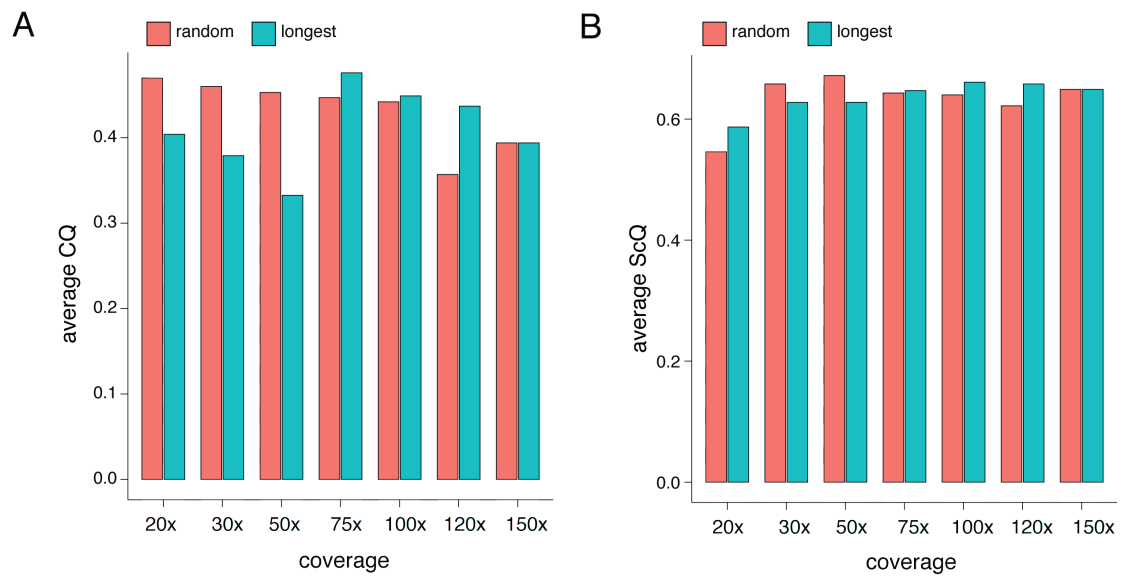 A
random longest
average CQ
0.4
0.3
0.2
0.1
0.0
20x 30x 50x 75x 100x 120x 150x
coverage
B
random longest
average ScQ
0.6
0.4
0.2
0.0
20x 30x 50x 75x 100x 120x 150x
coverage